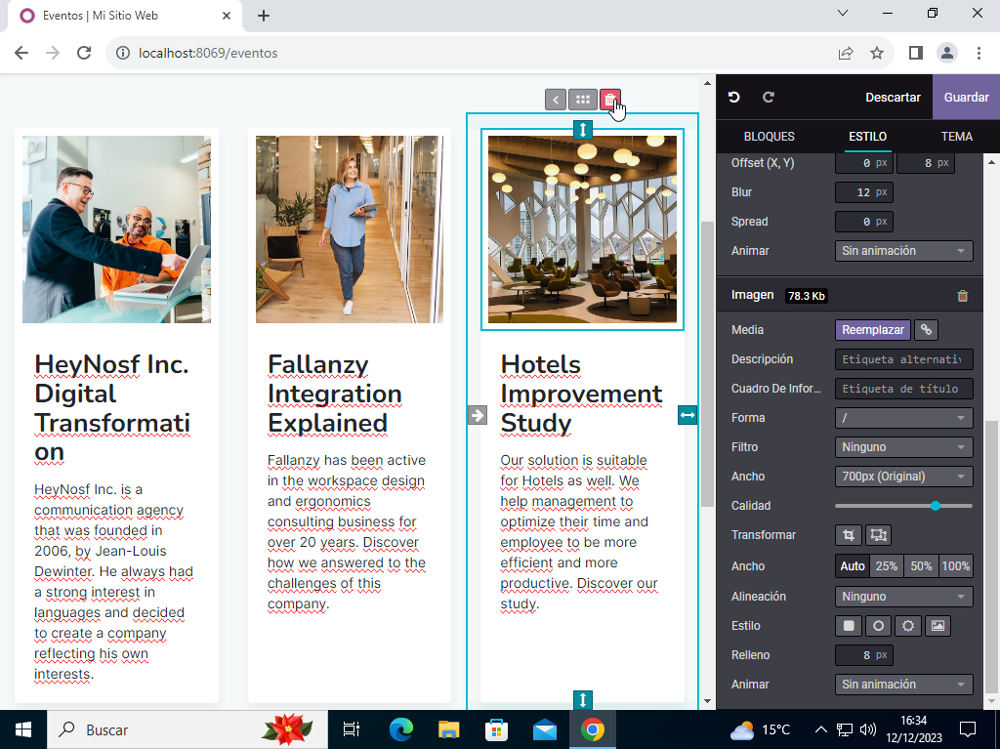 Eventos | Mi Sitio Web
localhost:8069/eventos
Descartar
Guardar
BLOQUES
ESTILO
TEMA
Offset (X, Y)
0 px
8 px
Blur
12 px
Spread
0 px
Animar
Sin animación
Imagen
78.3 Kb
Media
Reemplazar
Descripción
Etiqueta alternativ
Cuadro De Infor...
Etiqueta de título
Forma
/
Filtro
Ninguno
Ancho
700px (Original)
Calidad
Transformar
Ancho
Auto
25%
50%
100%
Alineación
Ninguno
Estilo
Relleno
8 px
Animar
Sin animación
HeyNosf Inc.
Digital
Transformati
on
HeyNosf Inc. is a
communication agency
that was founded in
2006, by Jean-Louis
Dewinter. He always had
a strong interest in
languages and decided
to create a company
reflecting his own
interests.
Fallanzy
Integration
Explained
Fallanzy has been active
in the workspace design
and ergonomics
consulting business for
over 20 years. Discover
how we answered to the
challenges of this
company.
Hotels
Improvement
Study
Our solution is suitable
for Hotels as well. We
help management to
optimize their time and
employee to be more
efficient and more
productive. Discover our
study.
Buscar
15°C
16:34
12/12/2023